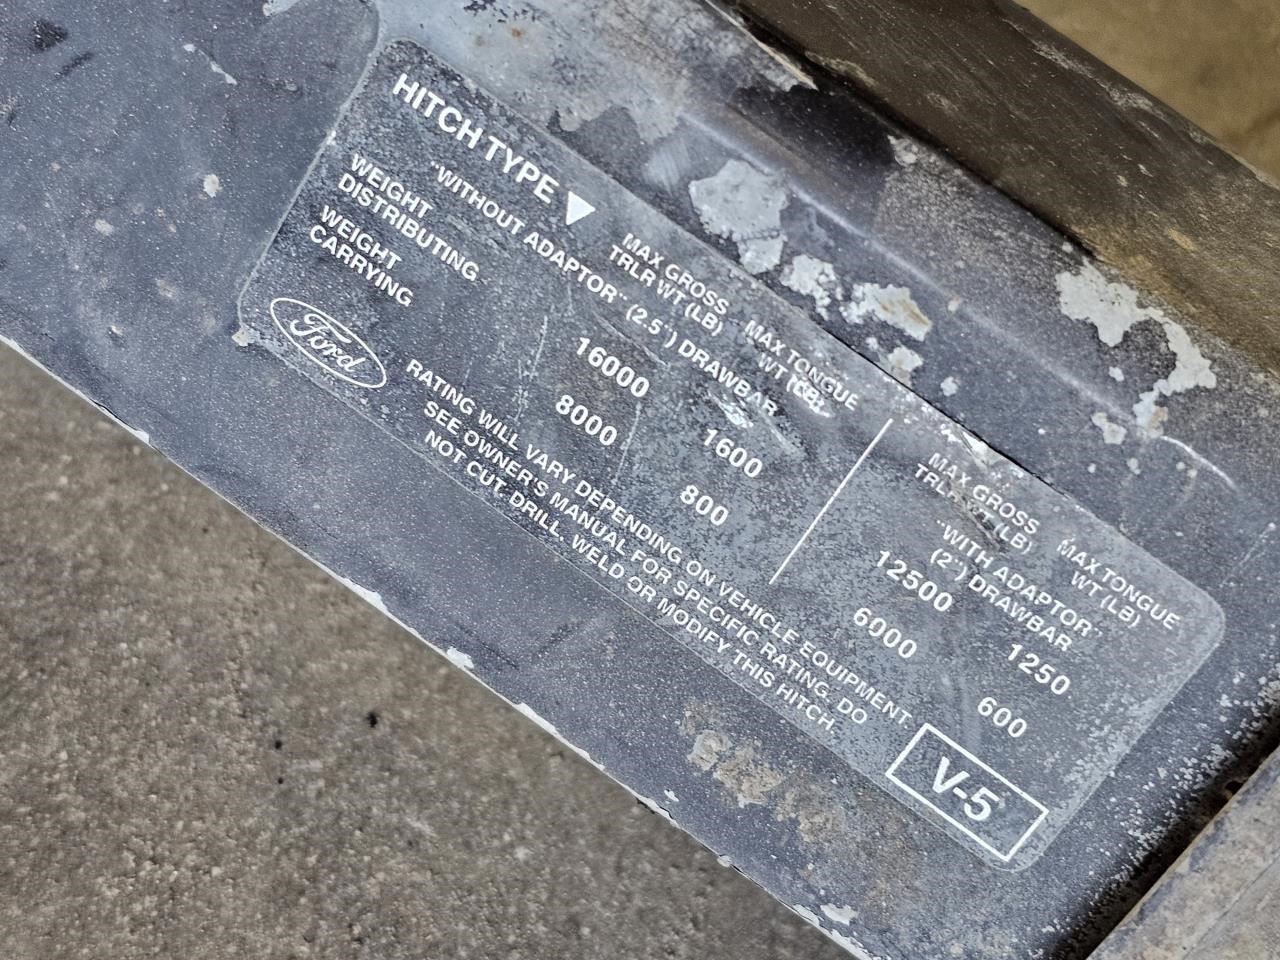 HITCH TYPE
MAX GROSS
TRLR WT (LB)
MAX TONGUE
WT (LB)
MAX GROSS
TRLR WT (LB)
MAX TONGUE
WT (LB)
"WITHOUT ADAPTOR" (2.5") DRAWBAR
"WITH ADAPTOR"
(2") DRAWBAR
WEIGHT
DISTRIBUTING
16000 1600 12500 1250
WEIGHT
CARRYING
8000 800 6000 600
Ford
RATING WILL VARY DEPENDING ON VEHICLE EQUIPMENT
SEE OWNER'S MANUAL FOR SPECIFIC RATING. DO
NOT CUT, DRILL, WELD OR MODIFY THIS HITCH.
V-5